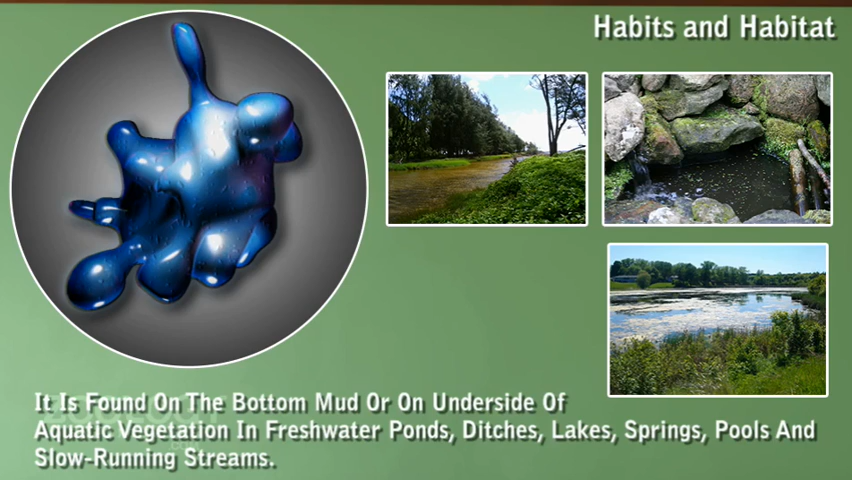 Habits and Habitat
It Is Found On The Bottom Mud Or On Underside Of
Aquatic Vegetation In Freshwater Ponds, Ditches, Lakes, Springs, Pools And
Slow-Running Streams.